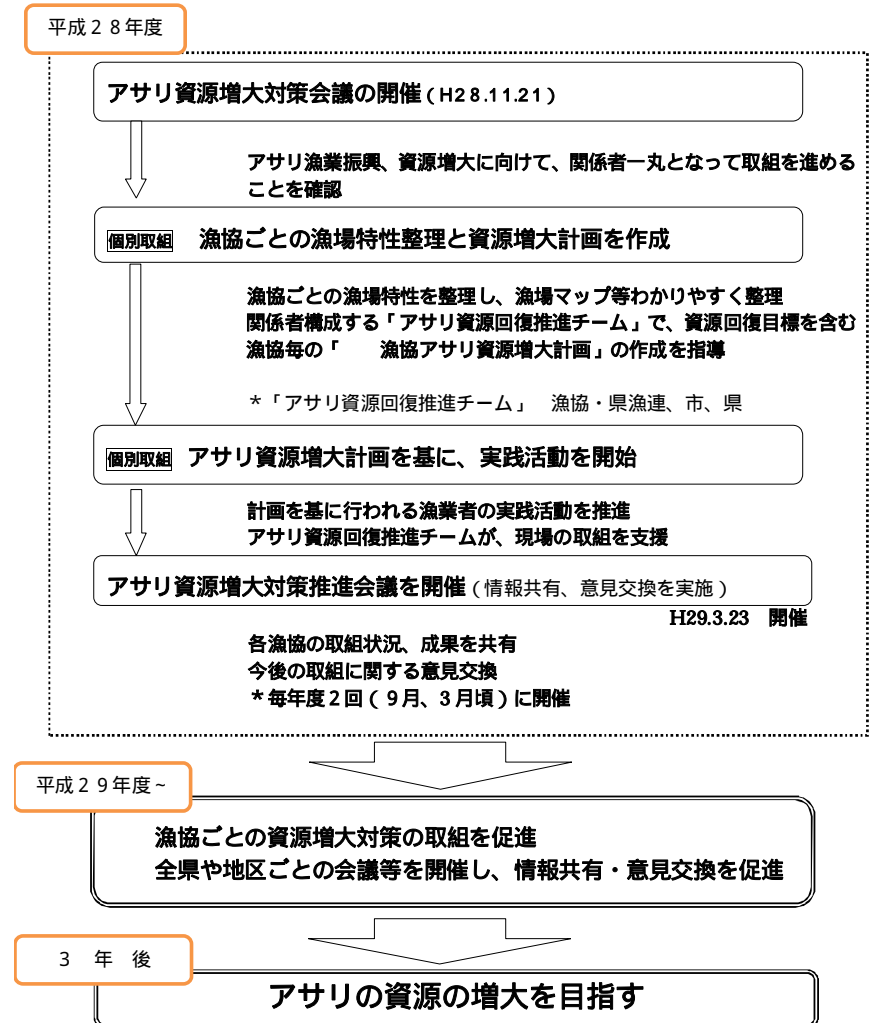 平成２８年度
アサリ資源増大対策会議の開催（H28.11.21）
アサリ漁業振興、資源増大に向けて、関係者一丸となって取組を進める
ことを確認
個別取組　漁協ごとの漁場特性整理と資源増大計画を作成
漁協ごとの漁場特性を整理し、漁場マップ等わかりやすく整理
関係者構成する「アサリ資源回復推進チーム」で、資源回復目標を含む
漁協毎の「　　漁協アサリ資源増大計画」の作成を指導
＊「アサリ資源回復推進チーム」　漁協・県漁連、市、県
個別取組　アサリ資源増大計画を基に、実践活動を開始
計画を基に行われる漁業者の実践活動を推進
アサリ資源回復推進チームが、現場の取組を支援
アサリ資源増大対策推進会議を開催（情報共有、意見交換を実施）
H29.3.23　開催
各漁協の取組状況、成果を共有
今後の取組に関する意見交換
＊毎年度２回（９月、３月頃）に開催
平成２９年度～
漁協ごとの資源増大対策の取組を促進
全県や地区ごとの会議等を開催し、情報共有・意見交換を促進
３　年　後
アサリの資源の増大を目指す